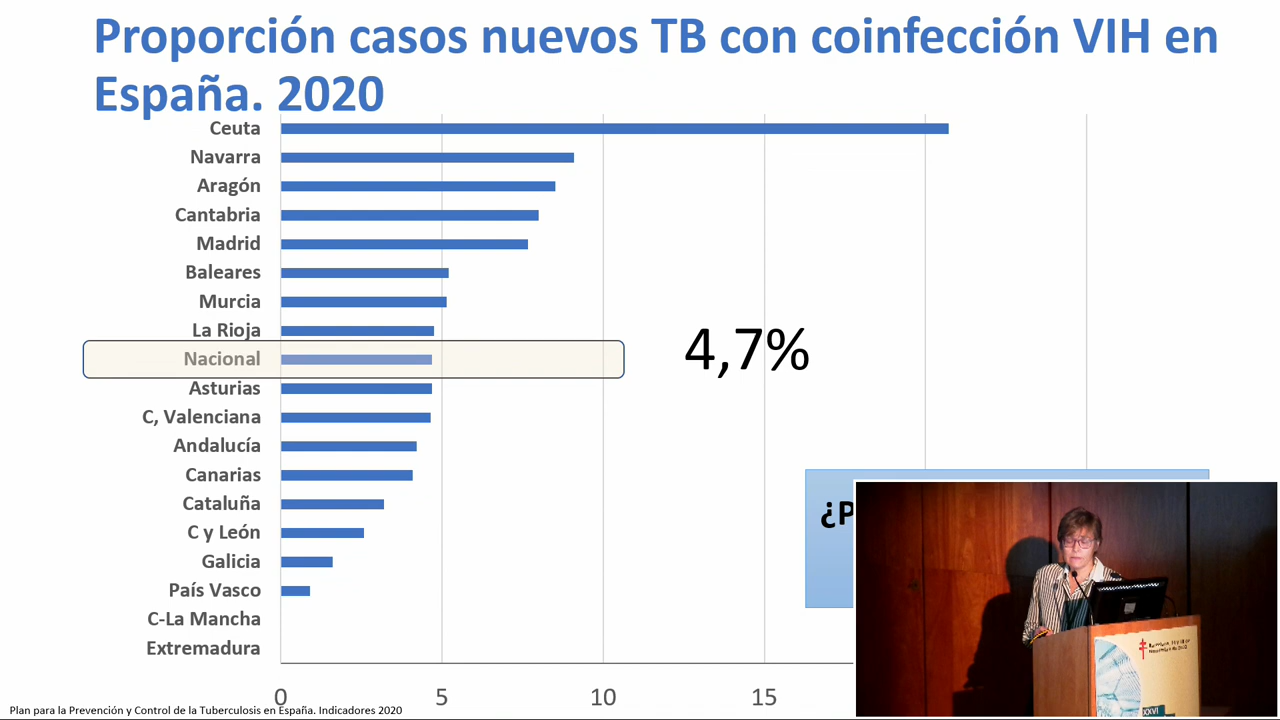 Proporción casos nuevos TB con coinfección VIH en
España. 2020
Ceuta
Navarra
Aragón
Cantabria
Madrid
Baleares
Murcia
La Rioja
Nacional
4,7%
Asturias
C, Valenciana
Andalucía
Canarias
Cataluña
C y León
Galicia
País Vasco
C-La Mancha
Extremadura
0 5 10 15
¿P
Plan para la Prevención y Control de la Tuberculosis en España. Indicadores 2020
XXVI